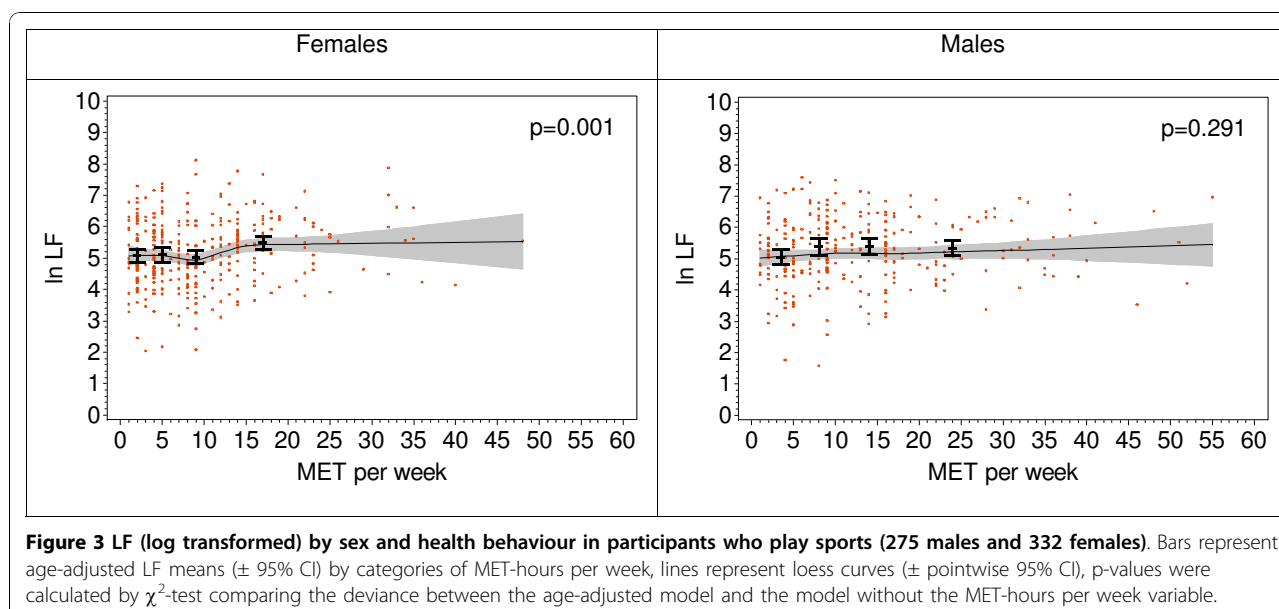 Females
Males
10
9
8
7
6
5
4
3
2
1
0
ln LF
p=0.001
0 5 10 15 20 25 30 35 40 45 50 55 60
MET per week
10
9
8
7
6
5
4
3
2
1
0
ln LF
p=0.291
0 5 10 15 20 25 30 35 40 45 50 55 60
MET per week
Figure 3 LF (log transformed) by sex and health behaviour in participants who play sports (275 males and 332 females). Bars represent
age-adjusted LF means (± 95% CI) by categories of MET-hours per week, lines represent loess curves (± pointwise 95% CI), p-values were
calculated by χ²-test comparing the deviance between the age-adjusted model and the model without the MET-hours per week variable.